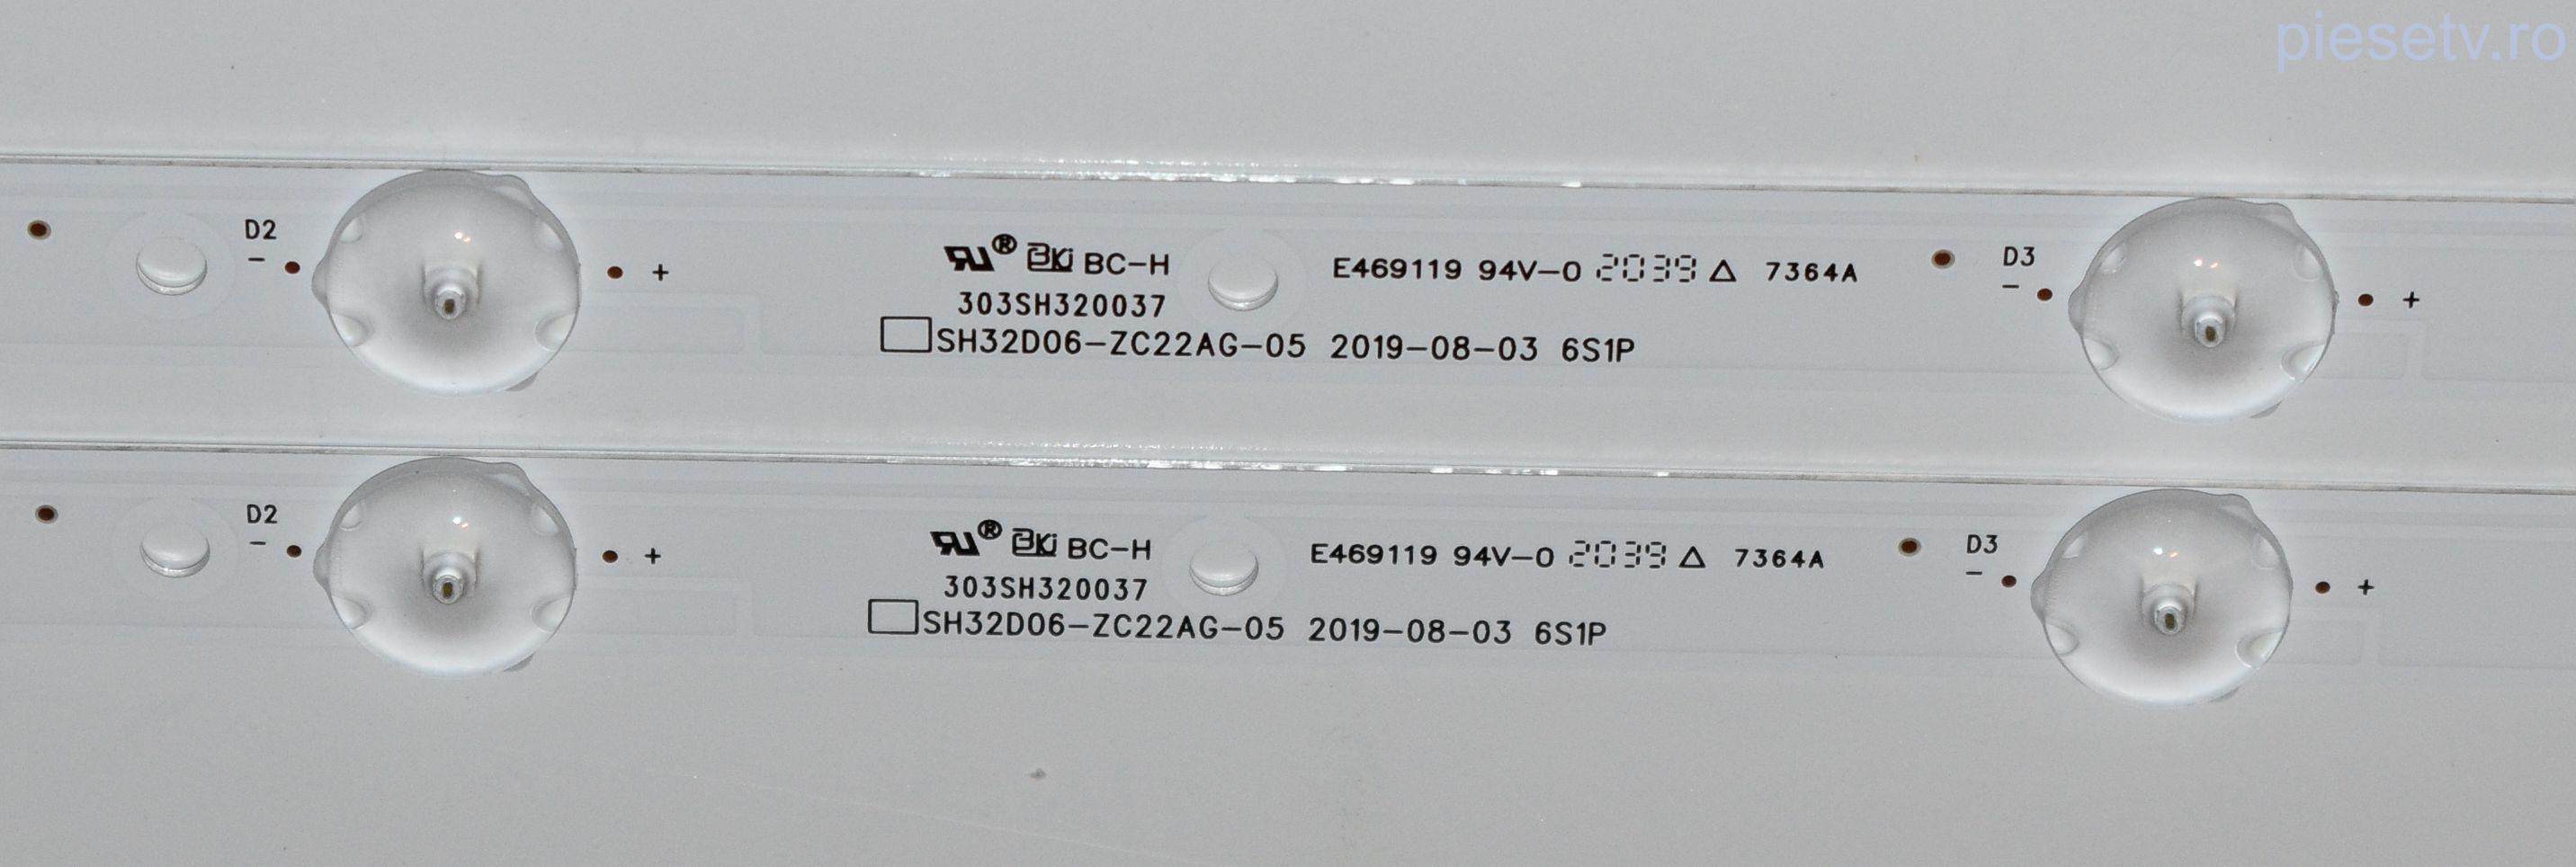 piesetv.ro
D2
- +
BC-H E469119 94V-0 2039 △ 7364A
303SH320037
SH32D06-ZC22AG-05 2019-08-03 6S1P
D3
- +
D2
- +
BC-H E469119 94V-0 2039 △ 7364A
303SH320037
SH32D06-ZC22AG-05 2019-08-03 6S1P
D3
- +